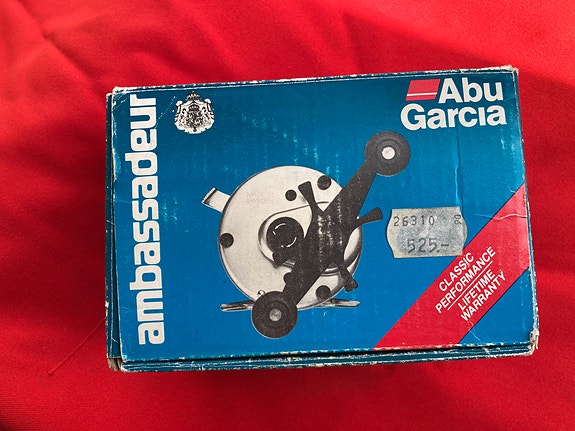 ambassadeur
Abu
Garcia
26310
525.-
CLASSIC
PERFORMANCE
LIFETIME
WARRANTY